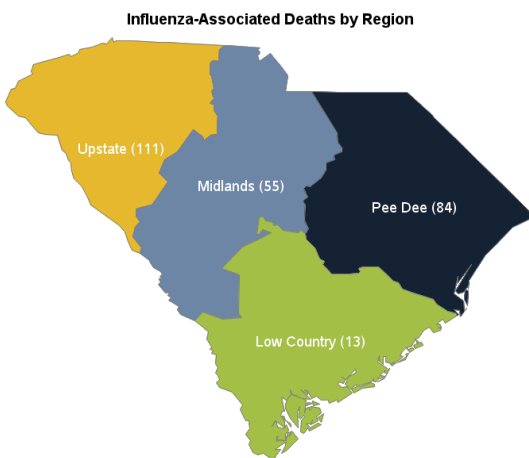 Influenza-Associated Deaths by Region
Upstate (111)
Midlands (55)
Pee Dee (84)
Low Country (13)